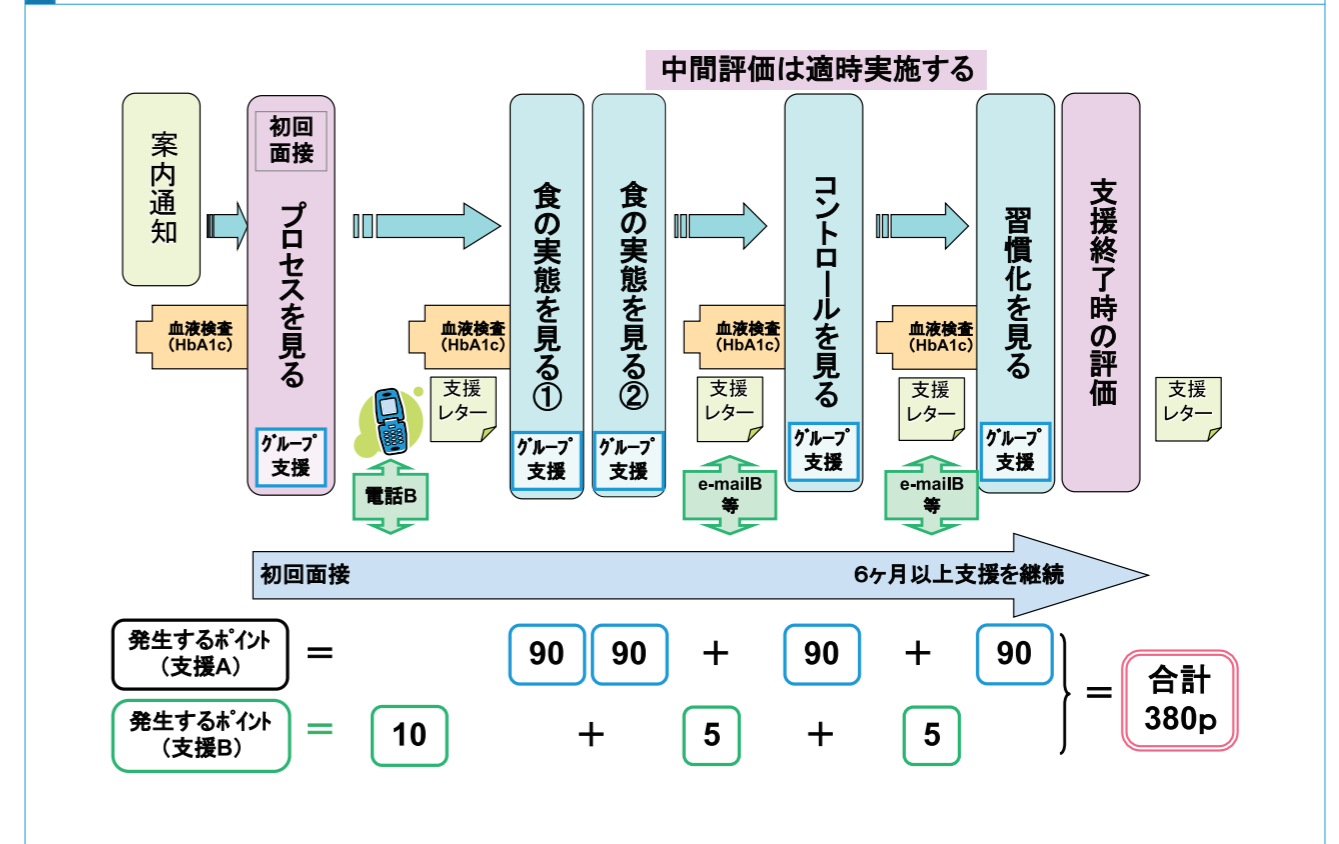 中間評価は適時実施する
案内通知
初回
面接
プロセスを見る
グループ
支援
食の実態を見る①
グループ
支援
食の実態を見る②
グループ
支援
コントロールを見る
グループ
支援
習慣化を見る
グループ
支援
支援終了時の評価
血液検査
(HbA1c)
血液検査
(HbA1c)
血液検査
(HbA1c)
血液検査
(HbA1c)
支援
レター
支援
レター
支援
レター
支援
レター
電話B
e-mailB
等
e-mailB
等
初回面接
6ヶ月以上支援を継続
発生するポイント
(支援A)
=
90
90
+
90
+
90
発生するポイント
(支援B)
=
10
+
5
+
5
=
合計
380p